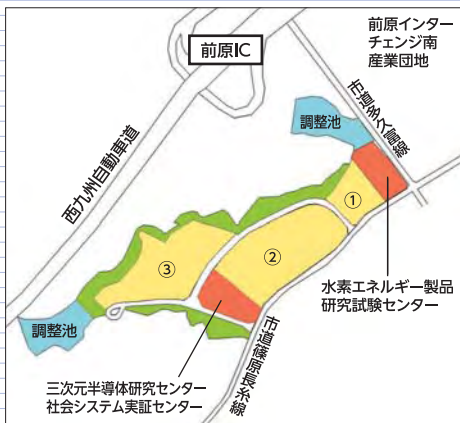 前原IC
前原インター
チェンジ南
産業団地
西九州自動車道
調整池
市道多久富線
①
②
③
水素エネルギー製品
研究試験センター
調整池
市道篠原長糸線
三次元半導体研究センター
社会システム実証センター